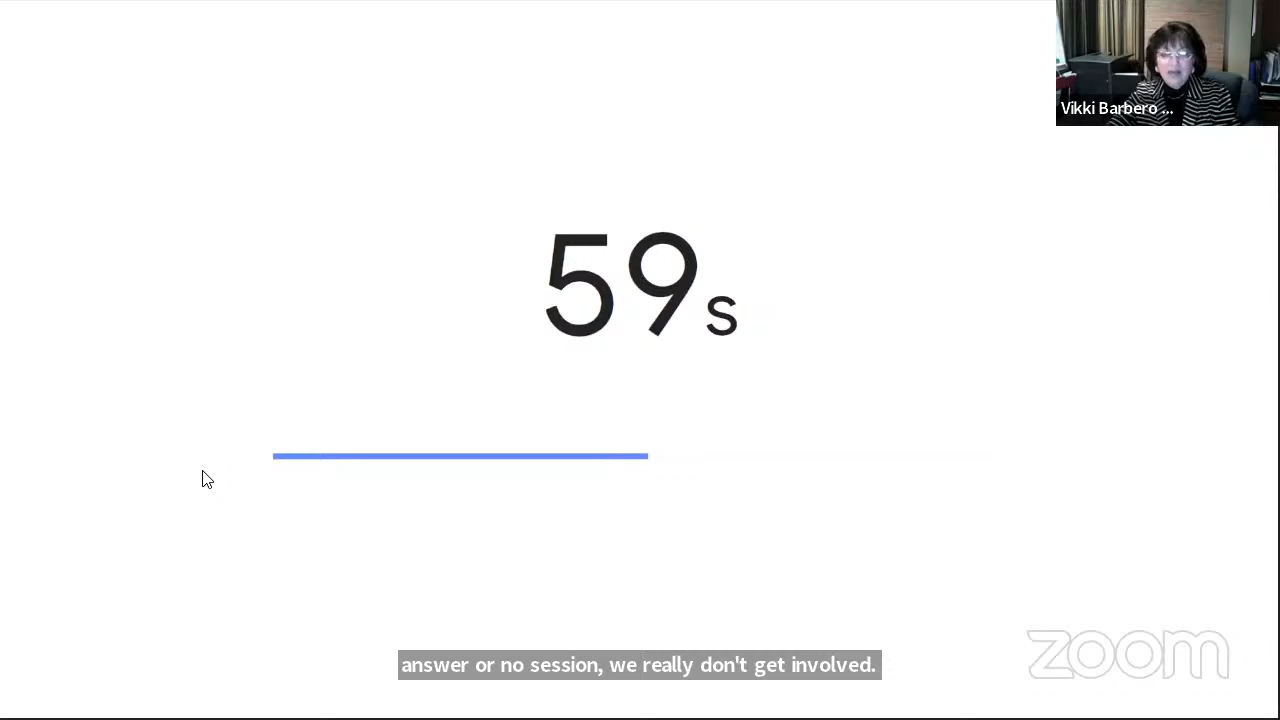 Vikki Barbero ...
59s
answer or no session, we really don't get involved.
zoom